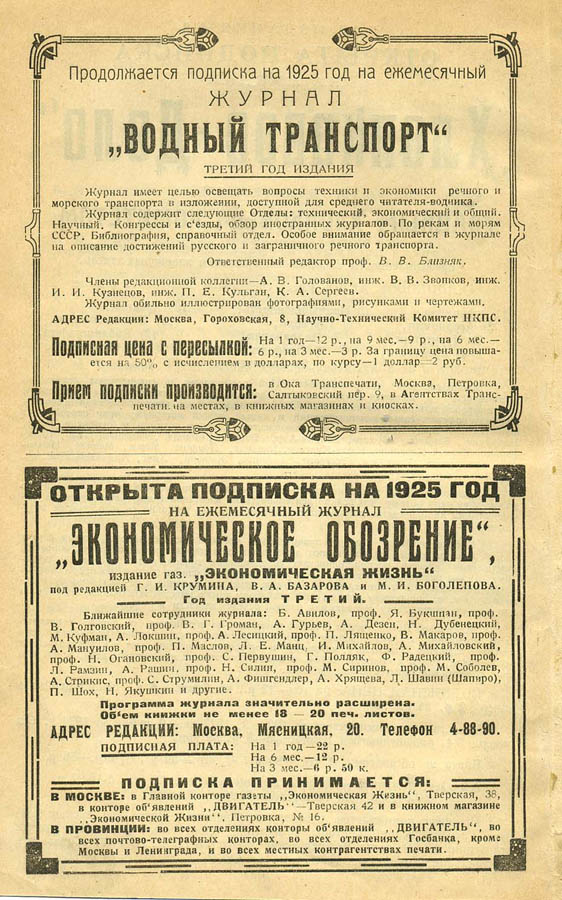 Продолжается подписка на 1925 год на ежемесячный
ЖУРНАЛ
„ВОДНЫЙ ТРАНСПОРТ“
ТРЕТИЙ ГОД ИЗДАНИЯ
Журнал имеет целью освещать вопросы техники и экономики речного и
морского транспорта в изложении, доступной для среднего читателя-водника.
Журнал содержит следующие Отделы: технический, экономический и общий.
Научный. Конгрессы и с'езды, обзор иностранных журналов. По рекам и морям
СССР. Библиография, справочный отдел. Особое внимание обращается в журнале
на описание достижений русского и заграничного речного транспорта.
Ответственный редактор проф. В. В. Близняк.
Члены редакционной коллегии—А. В. Голованов, инж. В. В. Звонков, инж.
И. И. Кузнецов, инж. П. Е. Кульган, К. А. Сергеев.
Журнал обильно иллюстрирован фотографиями, рисунками и чертежами.
АДРЕС Редакции: Москва, Гороховская, 8, Научно-Технический Комитет НКПС.
Подписная цена с пересылкой: На 1 год—12 р., на 9 мес.—9 р., на 6 мес.—
6 р., на 3 мес.—3 р. За границу цена повыша-
ется на 50%, с исчислением в долларах, по курсу—1 доллар—2 руб.
Прием подписки производится: в Ока Транспечати, Москва, Петровка,
Салтыковский пер. 9, в Агентствах Транс-
печати на местах, в книжных магазинах и киосках.
ОТКРЫТА ПОДПИСКА НА 1925 ГОД
НА ЕЖЕМЕСЯЧНЫЙ ЖУРНАЛ
„ЭКОНОМИЧЕСКОЕ ОБОЗРЕНИЕ“,
издание газ. „ЭКОНОМИЧЕСКАЯ ЖИЗНЬ“
под редакцией Г. И. КРУМИНА, В. А. БАЗАРОВА и М. И. БОГОЛЕПОВА.
Год издания ТРЕТИЙ.
Ближайшие сотрудники журнала: Б. Авилов, проф. Я. Букшпан, проф.
В. Голговский, проф. В. Г. Громан, А. Гурьев, А. Дезен, Н. Дубенецкий,
М. Куфман, А. Локшин, проф. А. Лесицкий, проф. П. Лященко, В. Макаров, проф.
А. Мануилов, проф. П. Маслов, Л. Е. Манц, И. Михайлов, А. Михайловский,
проф. Н. Огановский, проф. С. Первушин, Г. Полляк, Ф. Радецкий, проф.
Л. Рамзин, А. Рашин, проф. Н. Силин, проф. М. Сиринов, проф. М. Соболев,
А. Стрикис, проф. С. Струмилин, А. Фишгендлер, А. Хрящева, Л. Шавин (Шапиро),
П. Шох, Н. Якушкин и другие.
Программа журнала значительно расширена.
Об'ем книжки не менее 18 — 20 печ. листов.
АДРЕС РЕДАКЦИИ: Москва, Мясницкая, 20. Телефон 4-88-90.
ПОДПИСНАЯ ПЛАТА: На 1 год—22 р.
На 6 мес.—12 р.
На 3 мес.—6 р. 50 к.
ПОДПИСКА ПРИНИМАЕТСЯ:
В МОСКВЕ: в Главной конторе газеты „Экономическая Жизнь“, Тверская, 38,
в конторе об'явлений „ДВИГАТЕЛЬ“—Тверская 42 и в книжном магазине
„Экономической Жизни“, Петровка, № 16.
В ПРОВИНЦИИ: во всех отделениях конторы об'явлений „ДВИГАТЕЛЬ“, во
всех почтово-телеграфных конторах, во всех отделениях Госбанка, кроме
Москвы и Ленинграда, и во всех местных контрагентствах печати.